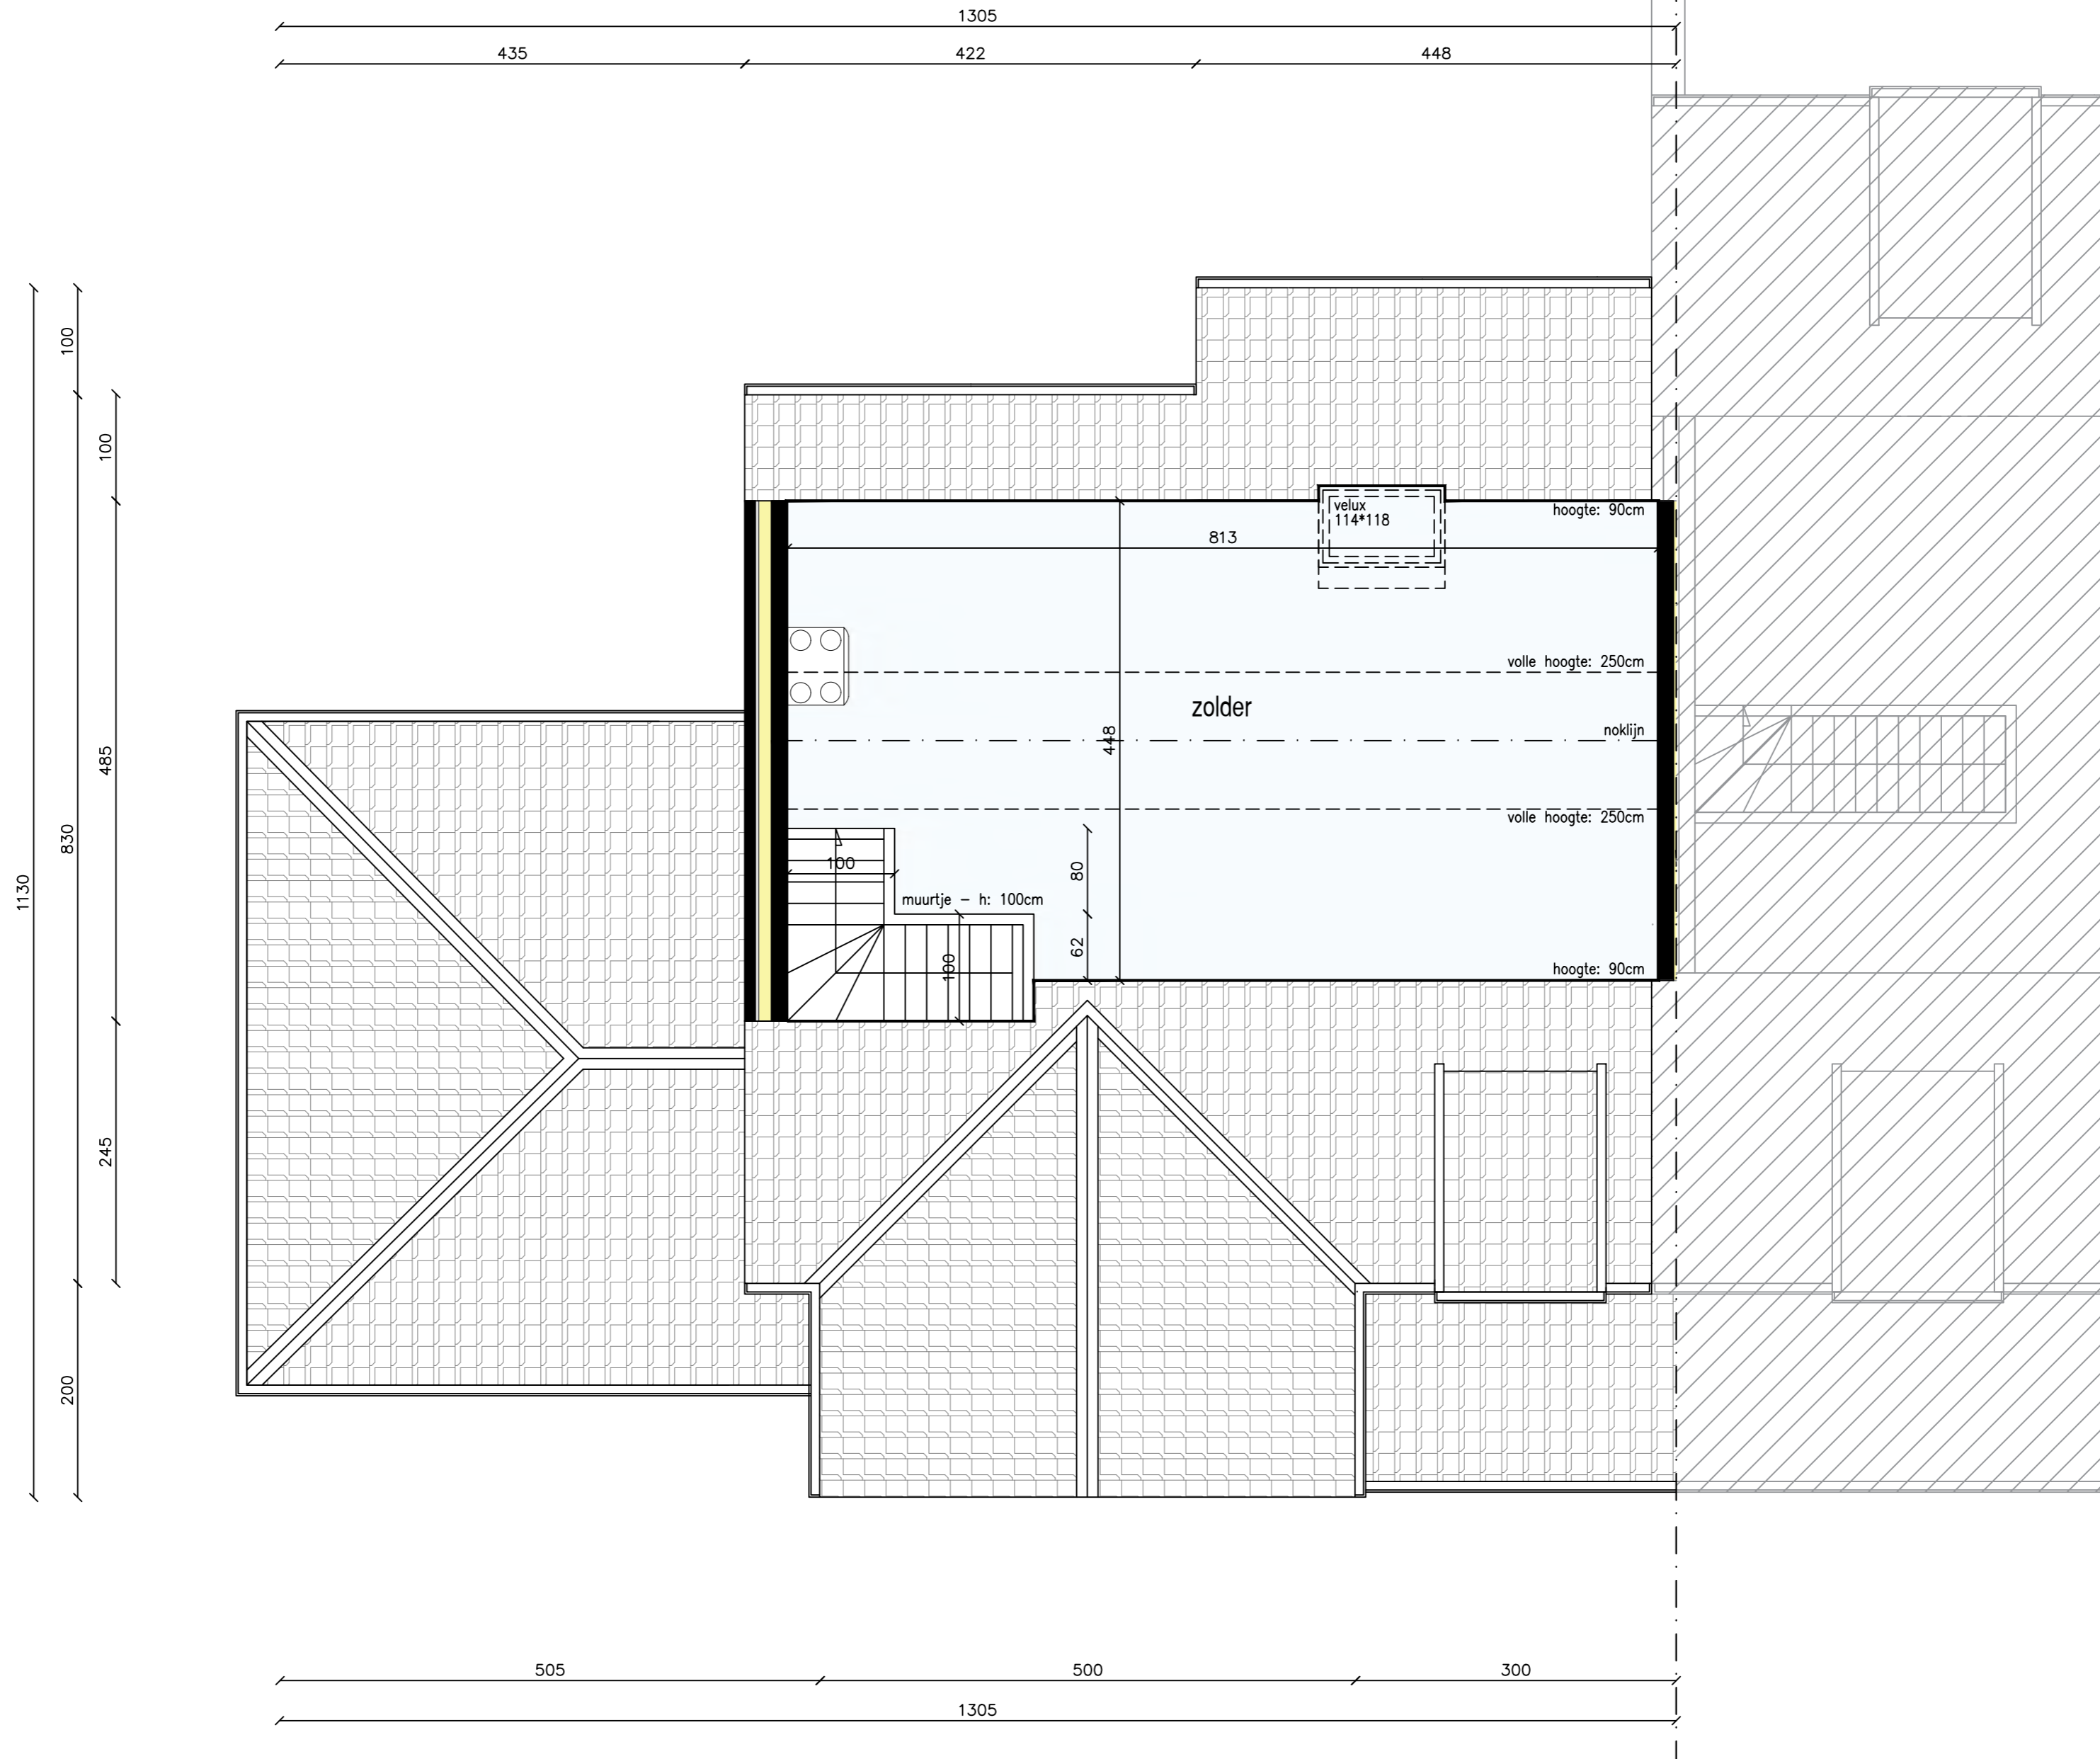 1305
435
422
448
100
100
velux
114*118
hoogte: 90cm
813
volle hoogte: 250cm
zolder
noklijn
448
485
volle hoogte: 250cm
830
100
80
1130
muurtje - h: 100cm
62
100
hoogte: 90cm
245
200
505
500
300
1305